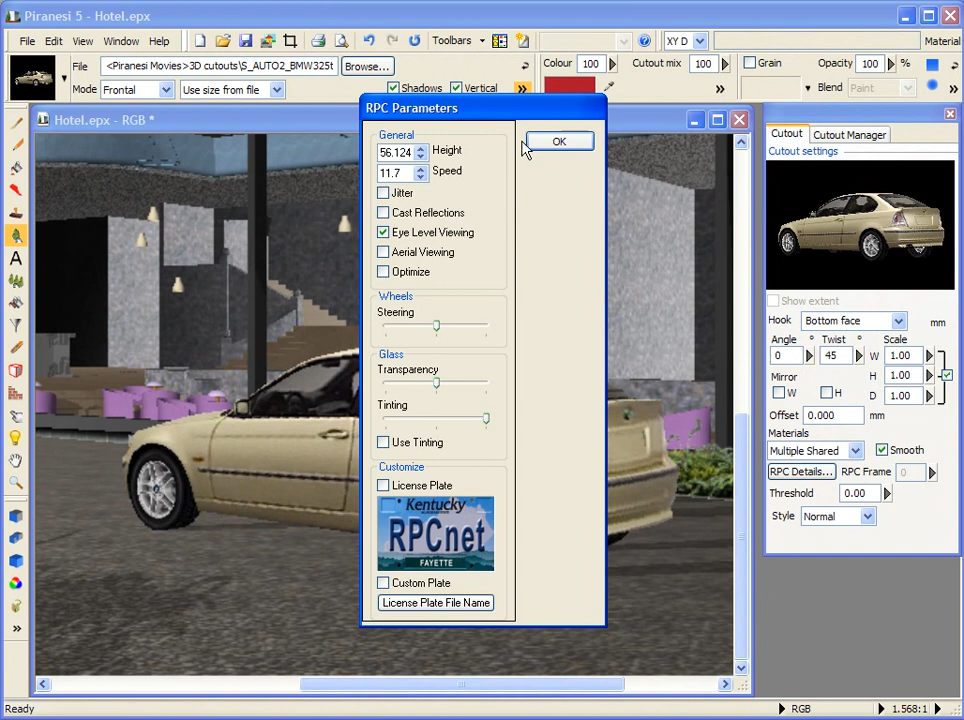 Piranesi 5 - Hotel.epx
File Edit View Window Help Toolbars XY D Material
File <Piranesi Movies>3D cutouts\S_AUTO2_BMW325t Browse... Colour 100 Cutout mix 100 Grain Opacity 100 %
Mode Frontal Use size from file Shadows Vertical Blend Paint
Hotel.epx - RGB *
RPC Parameters
General
56.124 Height
11.7 Speed
Jitter
Cast Reflections
Eye Level Viewing
Aerial Viewing
Optimize
Wheels
Steering
Glass
Transparency
Tinting
Use Tinting
Customize
License Plate
Kentucky
RPCnet
FAYETTE
Custom Plate
License Plate File Name
OK
Cutout Cutout Manager
Cutout settings
Show extent
Hook Bottom face mm
Angle ° Twist ° Scale
0 45 W 1.00
Mirror H 1.00
W H D 1.00
Offset 0.000 mm
Materials
Multiple Shared Smooth
RPC Details... RPC Frame 0
Threshold 0.00
Style Normal
Ready RGB 1.568:1